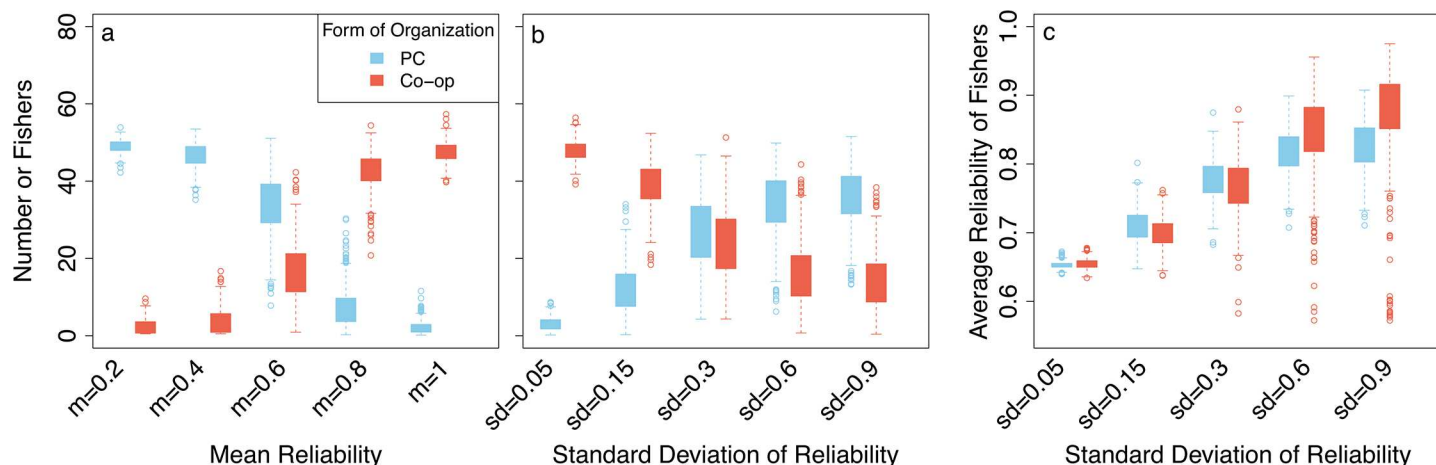 a
Form of Organization
PC
Co-op
Number or Fishers
80
60
40
20
0
m=0.2
m=0.4
m=0.6
m=0.8
m=1
Mean Reliability
b
sd=0.05
sd=0.15
sd=0.3
sd=0.6
sd=0.9
Standard Deviation of Reliability
c
Average Reliability of Fishers
1.0
0.9
0.8
0.7
0.6
sd=0.05
sd=0.15
sd=0.3
sd=0.6
sd=0.9
Standard Deviation of Reliability